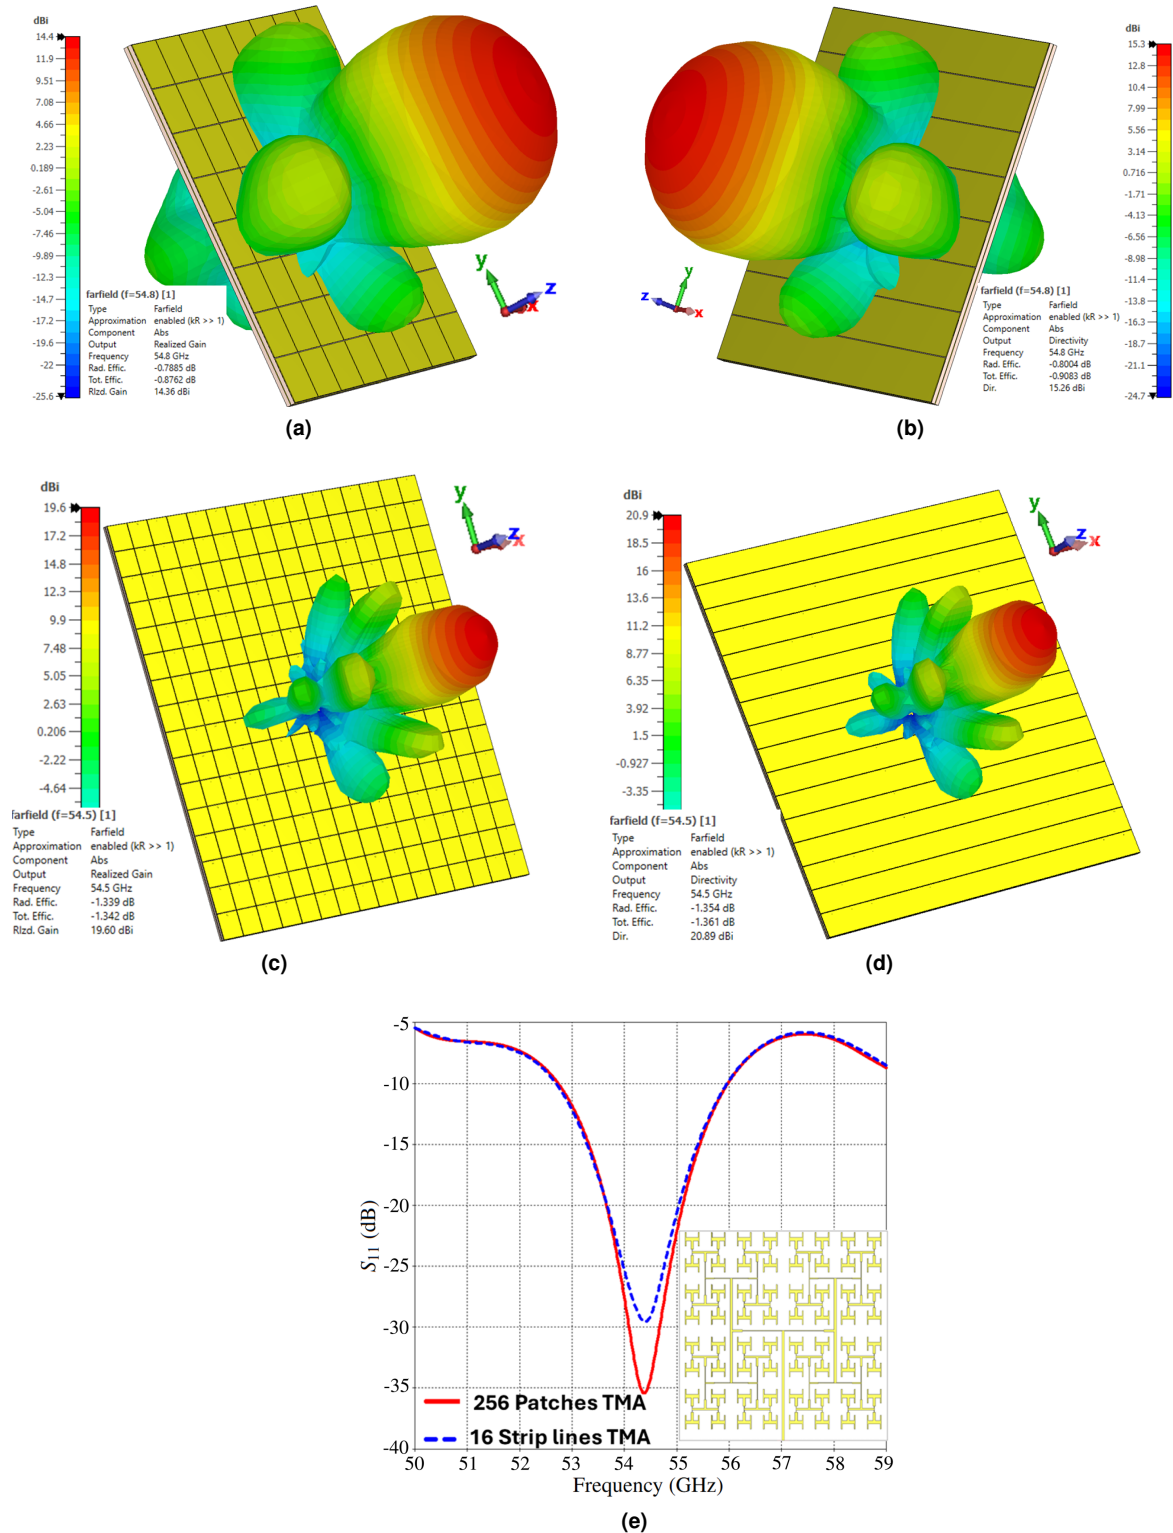 dBi
14.4
11.9
9.51
7.08
4.66
2.23
0.189
-2.61
-5.04
-7.46
-9.89
-12.3
-14.7
-17.2
-19.6
-22
-25.6
farfield (f=54.8) [1]
Type Farfield
Approximation enabled (kR >> 1)
Component Abs
Output Realized Gain
Frequency 54.8 GHz
Rad. Effic. -0.7885 dB
Tot. Effic. -0.8762 dB
Rlzd. Gain 14.36 dBi
y
z
x
(a)
dBi
15.3
12.8
10.4
7.99
5.56
3.14
0.716
-1.71
-4.13
-6.56
-8.98
-11.4
-13.8
-16.3
-18.7
-21.1
-24.7
farfield (f=54.8) [1]
Type Farfield
Approximation enabled (kR >> 1)
Component Abs
Output Directivity
Frequency 54.8 GHz
Rad. Effic. -0.8004 dB
Tot. Effic. -0.9083 dB
Dir. 15.26 dBi
y
z
x
(b)
dBi
19.6
17.2
14.8
12.3
9.9
7.48
5.05
2.63
0.206
-2.22
-4.64
farfield (f=54.5) [1]
Type Farfield
Approximation enabled (kR >> 1)
Component Abs
Output Realized Gain
Frequency 54.5 GHz
Rad. Effic. -1.339 dB
Tot. Effic. -1.342 dB
Rlzd. Gain 19.60 dBi
y
z
x
(c)
dBi
20.9
18.5
16
13.6
11.2
8.77
6.35
3.92
1.5
-0.927
-3.35
farfield (f=54.5) [1]
Type Farfield
Approximation enabled (kR >> 1)
Component Abs
Output Directivity
Frequency 54.5 GHz
Rad. Effic. -1.354 dB
Tot. Effic. -1.361 dB
Dir. 20.89 dBi
y
z
x
(d)
-5
-10
-15
-20
-25
-30
-35
-40
S11 (dB)
256 Patches TMA
16 Strip lines TMA
50 51 52 53 54 55 56 57 58 59
Frequency (GHz)
(e)